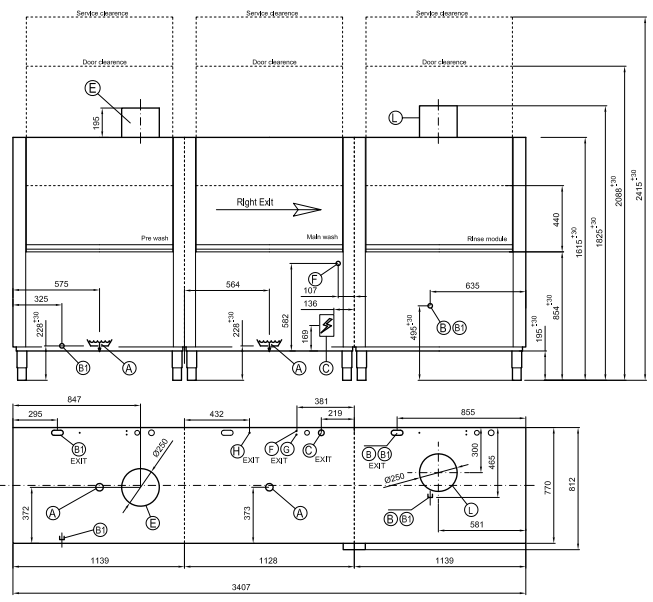 Service clearence Service clearence Service clearence
Door clearence Door clearence Door clearence
E
L
195
Right Exit
Pre wash Main wash Rinse module
440
1615±30
1825±30
2088±30
2415±30
F
575 564 107 635
325 136
582
169
228±30 228±30
495±30
B B1
195±30
854
B1 A A C
847 381
295 432 219 855
B1
EXIT
Ø250
H
EXIT
F G
EXIT
C
EXIT
B B1
EXIT
300
465
Ø250
770
812
A E A L
372 373
B B1
B1
581
1139 1128 1139
3407